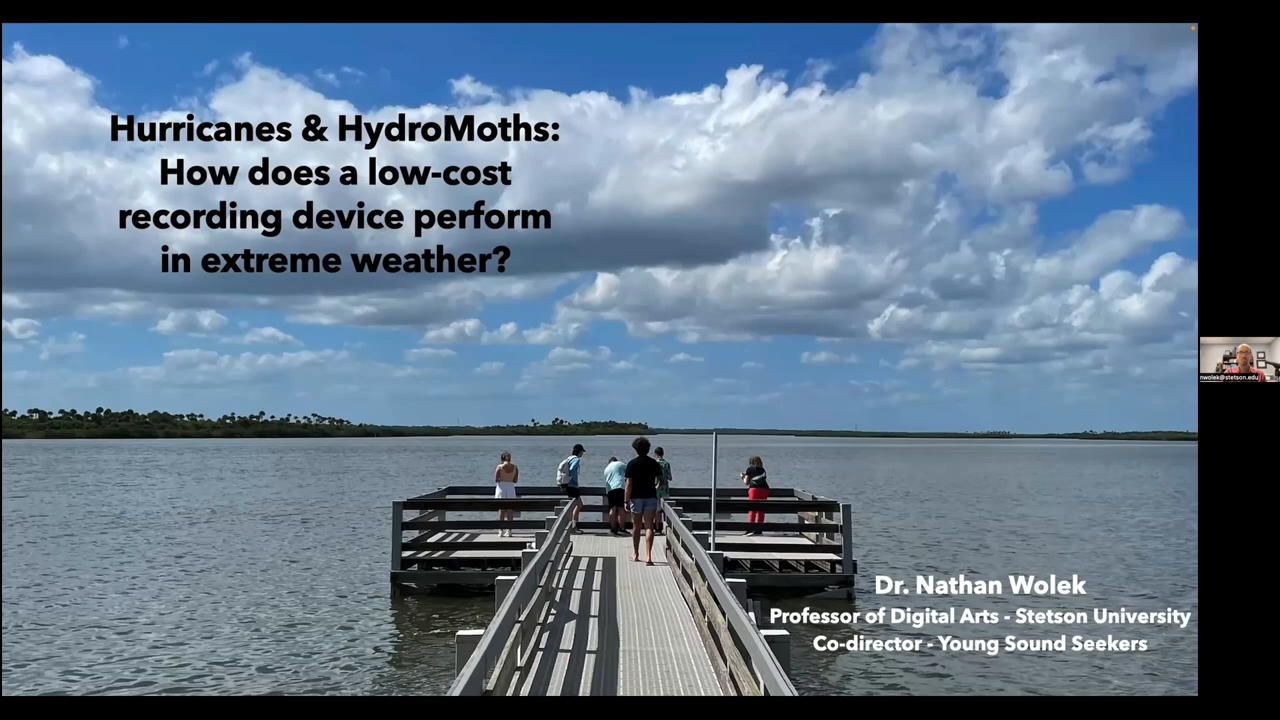 Hurricanes & HydroMoths:
How does a low-cost
recording device perform
in extreme weather?
Dr. Nathan Wolek
Professor of Digital Arts - Stetson University
Co-director - Young Sound Seekers
nwolek@stetson.edu